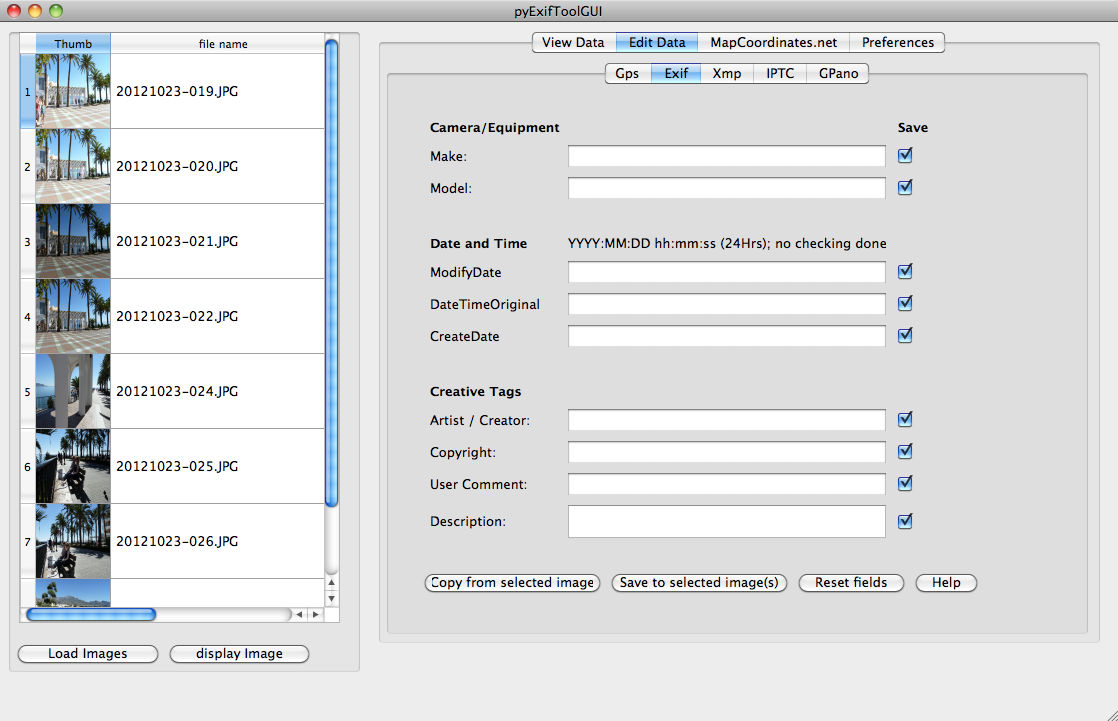 pyExifToolGUI
Thumb file name
1 20121023-019.JPG
2 20121023-020.JPG
3 20121023-021.JPG
4 20121023-022.JPG
5 20121023-024.JPG
6 20121023-025.JPG
7 20121023-026.JPG
Load Images display Image
View Data Edit Data MapCoordinates.net Preferences
Gps Exif Xmp IPTC GPano
Camera/Equipment Save
Make:
Model:
Date and Time YYYY:MM:DD hh:mm:ss (24Hrs); no checking done
ModifyDate
DateTimeOriginal
CreateDate
Creative Tags
Artist / Creator:
Copyright:
User Comment:
Description:
Copy from selected image Save to selected image(s) Reset fields Help